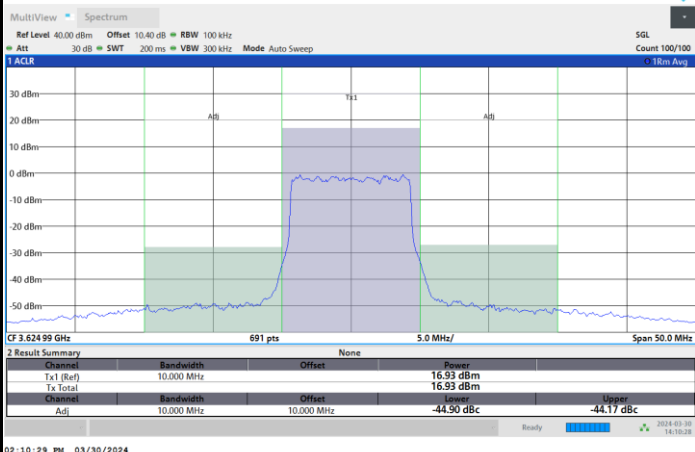 MultiView Spectrum
Ref Level 40.00 dBm Offset 10.40 dB RBW 100 kHz SGL
Att 30 dB SWT 200 ms VBW 300 kHz Mode Auto Sweep Count 100/100
1 ACLR 1Rm Avg
30 dBm
Tx1
20 dBm
Adj Adj
10 dBm
0 dBm
-10 dBm
-20 dBm
-30 dBm
-40 dBm
-50 dBm
CF 3.624 99 GHz 691 pts 5.0 MHz/ Span 50.0 MHz
2 Result Summary None
Channel Bandwidth Offset Power
Tx1 (Ref) 10.000 MHz 16.93 dBm
Tx Total 16.93 dBm
Channel Bandwidth Offset Lower Upper
Adj 10.000 MHz 10.000 MHz -44.90 dBc -44.17 dBc
Ready 2024-03-30
14:10:28
02:10:29 PM 03/30/2024